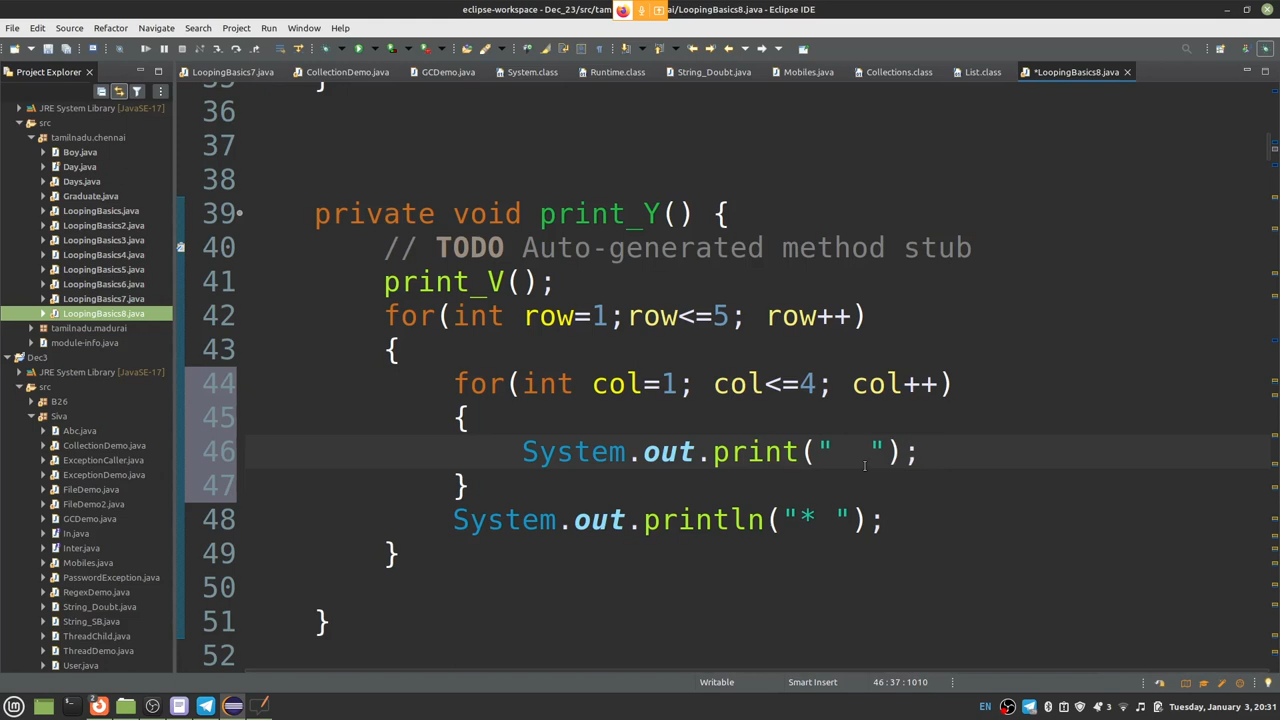 eclipse-workspace - Dec_23/src/tam ai/LoopingBasics8.java - Eclipse IDE
File Edit Source Refactor Navigate Search Project Run Window Help
Project Explorer LoopingBasics7.java CollectionDemo.java GCDemo.java System.class Runtime.class String_Doubt.java Mobiles.java Collections.class List.class *LoopingBasics8.java
JRE System Library [JavaSE-17]
src
tamilnadu.chennai
Boy.java
Day.java
Days.java
Graduate.java
LoopingBasics.java
LoopingBasics2.java
LoopingBasics3.java
LoopingBasics4.java
LoopingBasics5.java
LoopingBasics6.java
LoopingBasics7.java
LoopingBasics8.java
tamilnadu.madurai
module-info.java
Dec3
JRE System Library [JavaSE-17]
src
B26
Siva
Abc.java
CollectionDemo.java
ExceptionCaller.java
ExceptionDemo.java
FileDemo.java
FileDemo2.java
GCDemo.java
In.java
Inter.java
Mobiles.java
PasswordException.java
RegexDemo.java
String_Doubt.java
String_SB.java
ThreadChild.java
ThreadDemo.java
User.java
35 }
36
37
38
39 private void print_Y() {
40 // TODO Auto-generated method stub
41 print_V();
42 for(int row=1;row<=5; row++)
43 {
44 for(int col=1; col<=4; col++)
45 {
46 System.out.print("  ");
47 }
48 System.out.println("* ");
49 }
50
51 }
52
Writable Smart Insert 46 : 37 : 1010
2 EN 3 Tuesday, January 3, 20:31